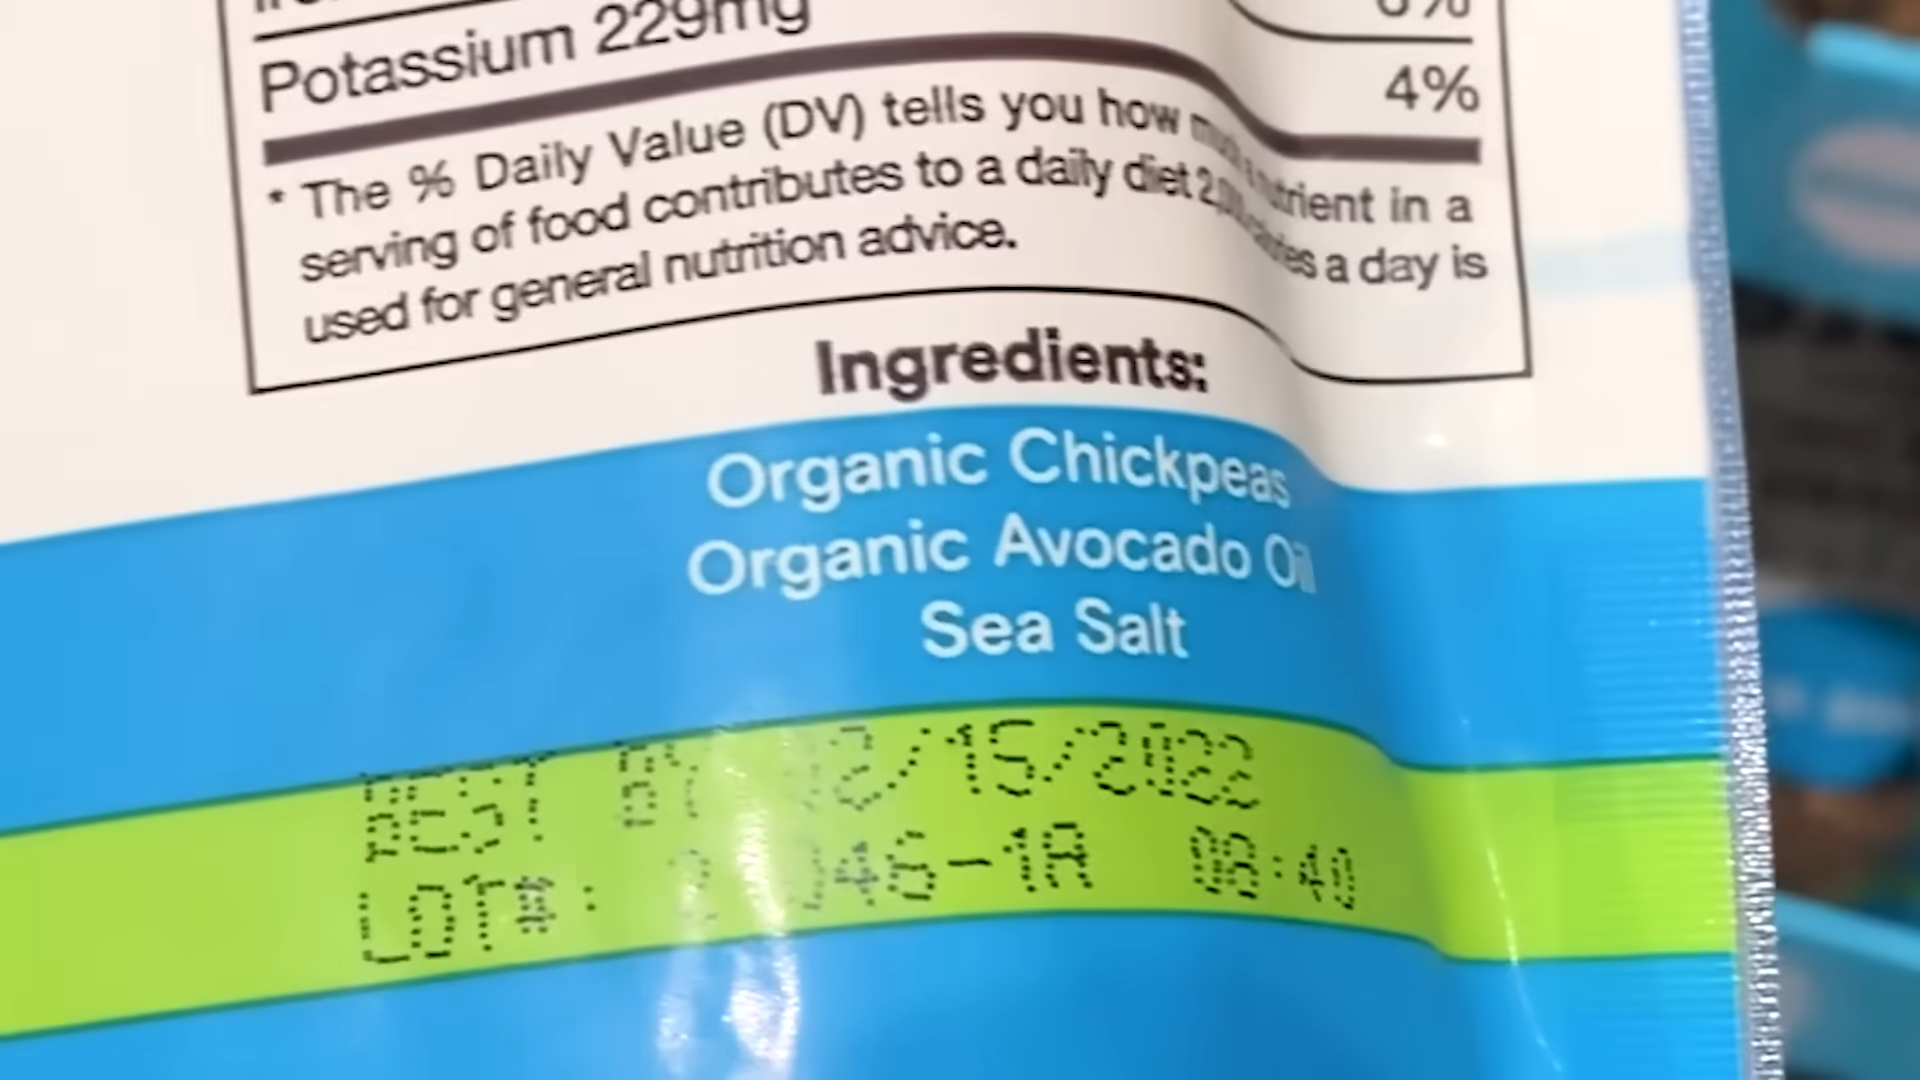 Potassium 229mg 4%
* The % Daily Value (DV) tells you how much a nutrient in a
serving of food contributes to a daily diet 2,000 calories a day is
used for general nutrition advice.
Ingredients:
Organic Chickpeas
Organic Avocado Oil
Sea Salt
BEST BY 12/15/2022
LOT#: 046-1A 08:40